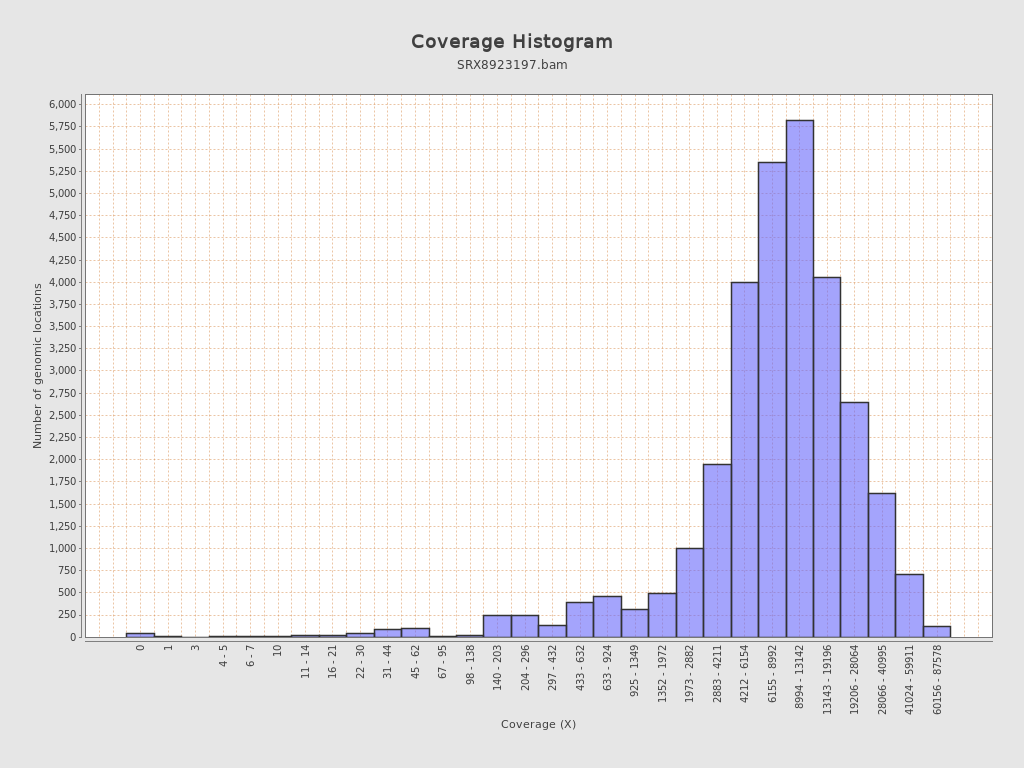 Coverage Histogram
SRX8923197.bam
Number of genomic locations
6,000
5,750
5,500
5,250
5,000
4,750
4,500
4,250
4,000
3,750
3,500
3,250
3,000
2,750
2,500
2,250
2,000
1,750
1,500
1,250
1,000
750
500
250
0
0
1
3
4 - 5
6 - 7
10
11 - 14
16 - 21
22 - 30
31 - 44
45 - 62
67 - 95
98 - 138
140 - 203
204 - 296
297 - 432
433 - 632
633 - 924
925 - 1349
1352 - 1972
1973 - 2882
2883 - 4211
4212 - 6154
6155 - 8992
8994 - 13142
13143 - 19196
19206 - 28064
28066 - 40995
41024 - 59911
60156 - 87578
Coverage (X)